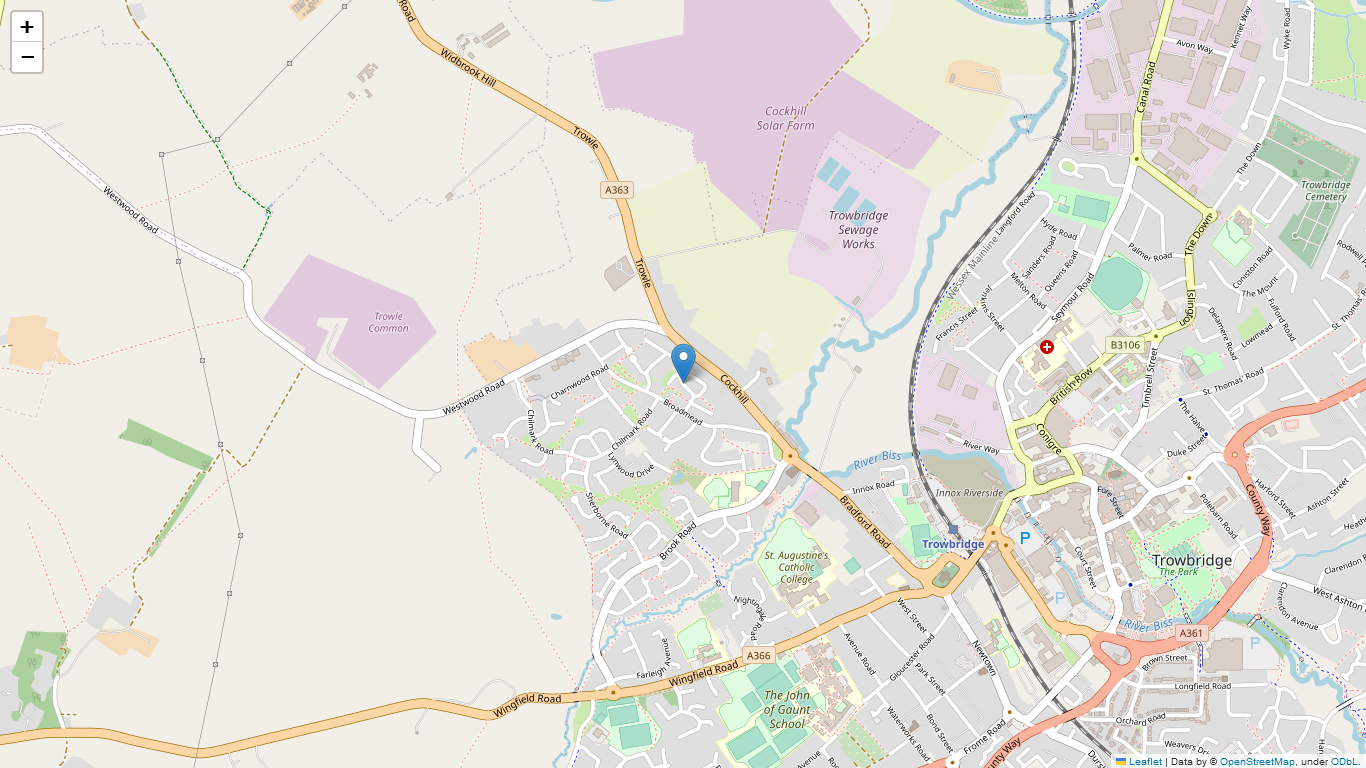 +
−
Road
Widbrook Hill
Trowle
A363
Trowle
Cockhill
Solar Farm
Trowbridge
Sewage
Works
Canal Road
Avon Way
Kennet Way
Wyke Road
The Down
Trowbridge
Cemetery
Westwood Road
Wessex Mainline
Langford Road
Hyde Road
Sanders Road
Queens Road
Melton Road
Francis Street
Seymour Road
Palmer Road
The Down
Islington
Coniston Road
The Mount
Fulford Road
Lowmead
Delamere Road
Rodwell
St. Thomas
Trowle
Common
B3106
British Row
Timbrell Street
St. Thomas Road
Westwood Road
Charnwood Road
Chilmark Road
Chilmark Road
Broadmead
Cockhill
Lynwood Drive
Sherborne Road
Brook Road
River Biss
River Way
Conigre
The Halve
Duke Street
Innox Road
Innox Riverside
Fore Street
Polebarn Road
County Way
Harford Street
Ashton Street
Heath
Bradford Road
Trowbridge
P
Court Street
Trowbridge
The Park
Clarendon
West Ashton
Clarendon Avenue
St. Augustine's
Catholic
College
Nightingale Road
P
River Biss
A361
P
West Street
Newtown
Brown Street
Longfield Road
Farleigh Avenue
A366
Wingfield Road
Wingfield Road
Avenue Road
Gloucester Road
Park Street
Bond Street
Waterworks Road
The John
of Gaunt
School
Frome Road
County Way
Orchard Road
Weavers Dr
Avenue
Leaflet | Data by © OpenStreetMap, under ODbL.